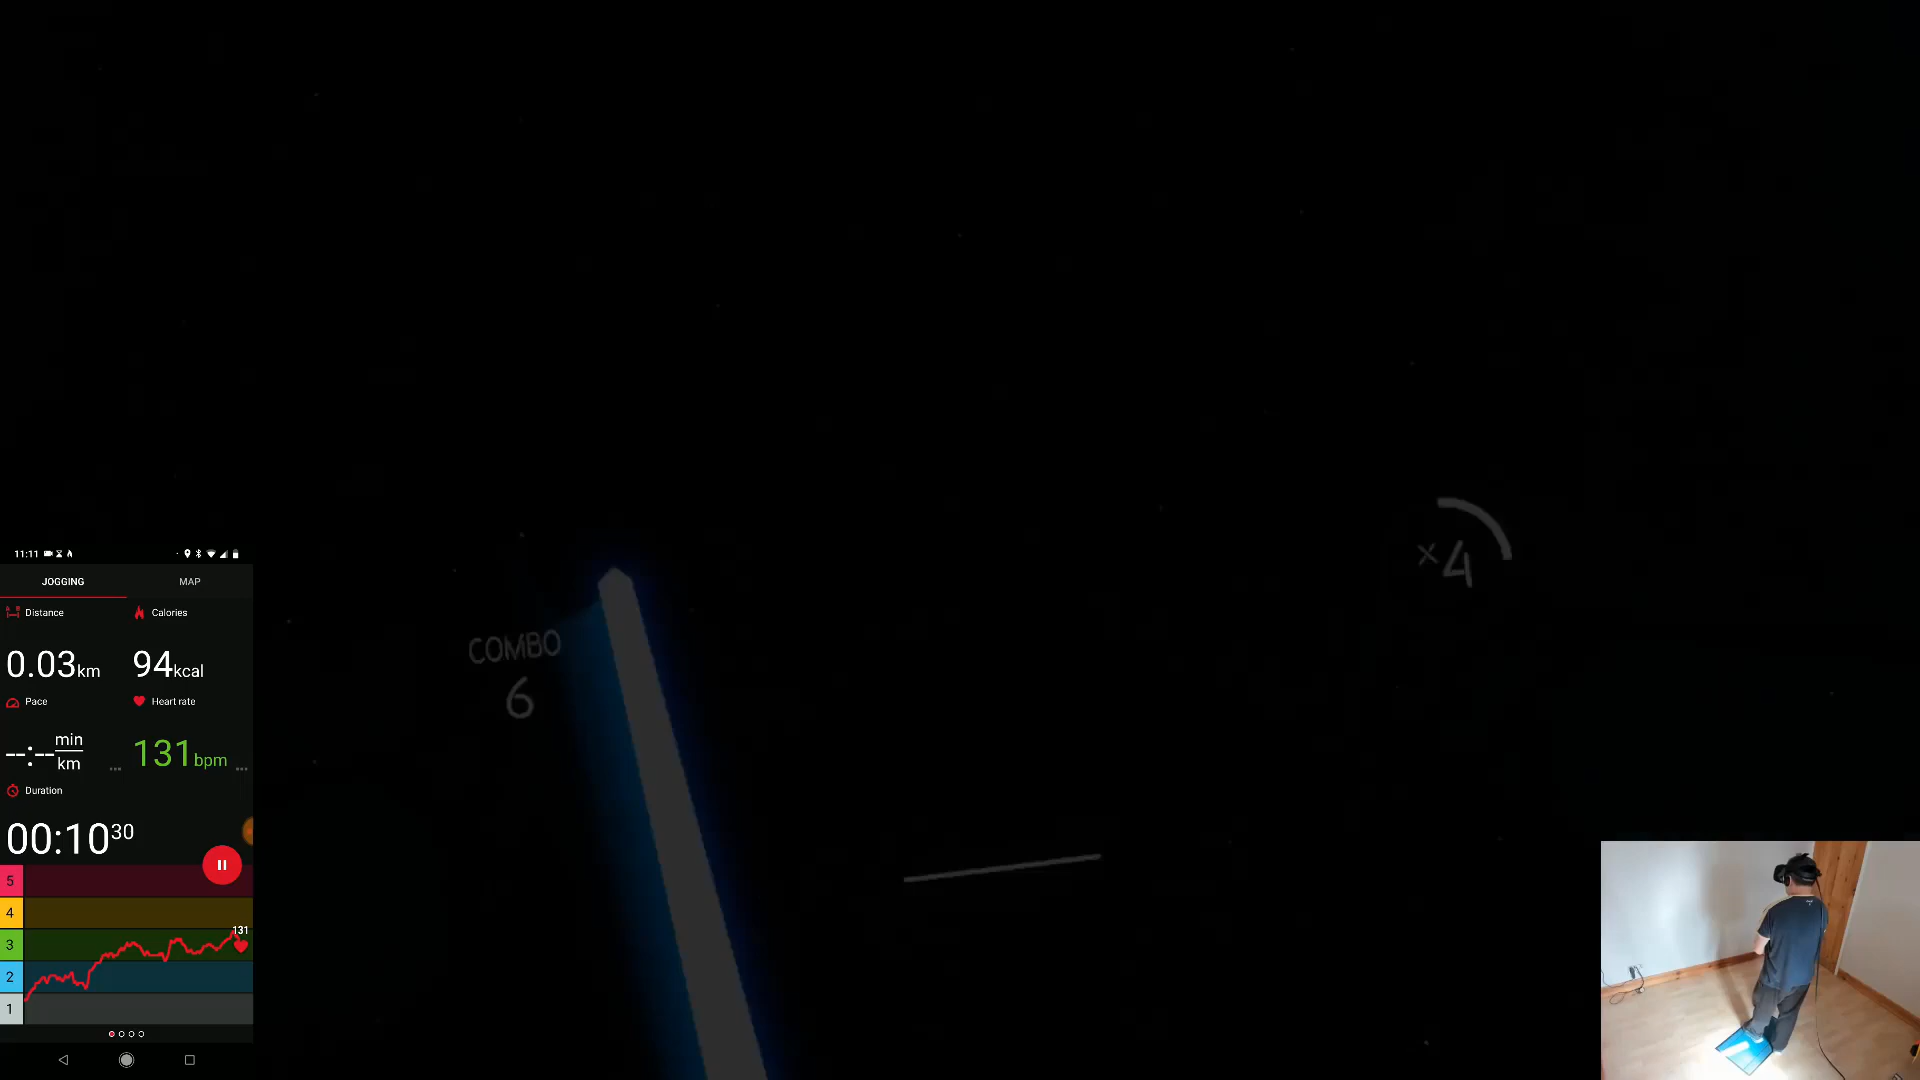 11:11
JOGGING MAP
Distance Calories
0.03km 94kcal
Pace Heart rate
--:-- min/km 131bpm
Duration
00:10 30
5
4
131
3
2
1
COMBO
6
×4